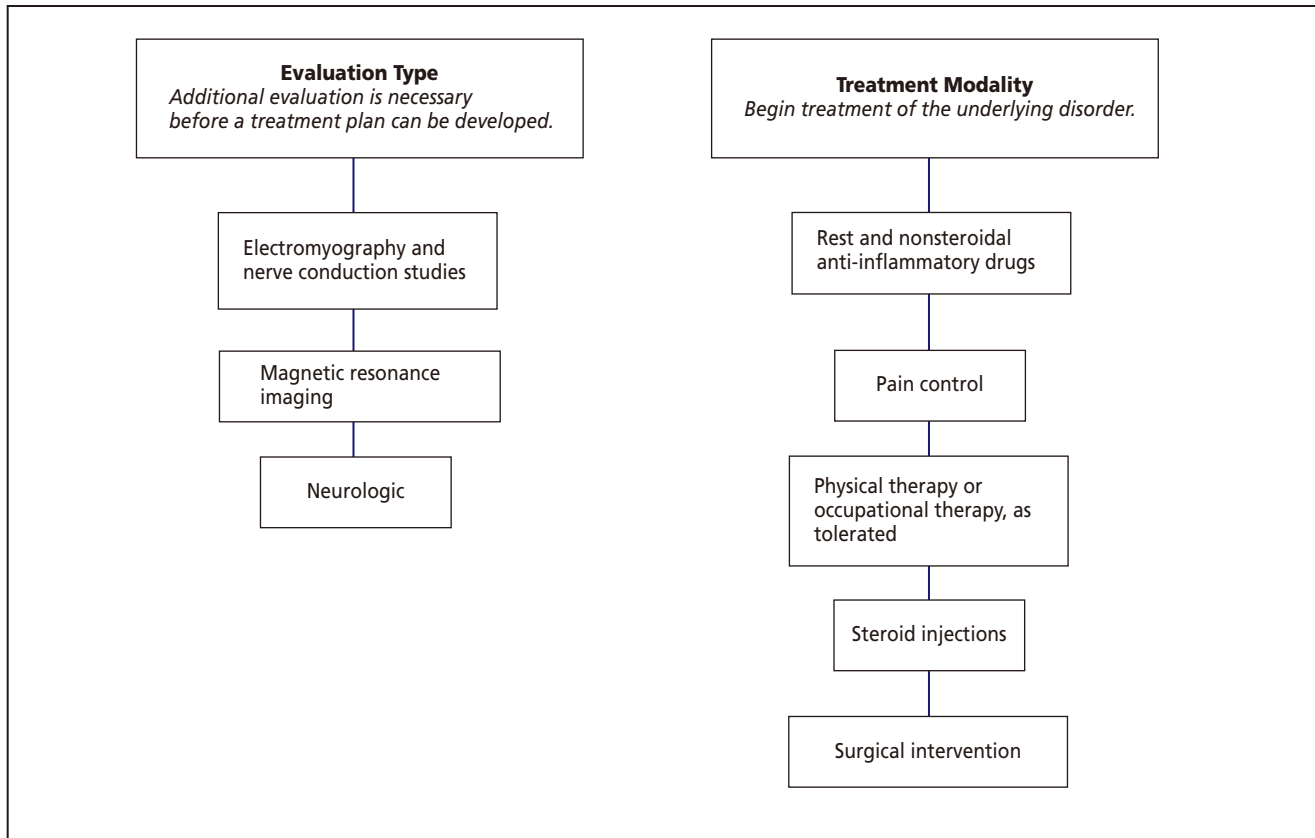 Evaluation Type
Additional evaluation is necessary
before a treatment plan can be developed.
Electromyography and
nerve conduction studies
Magnetic resonance
imaging
Neurologic
Treatment Modality
Begin treatment of the underlying disorder.
Rest and nonsteroidal
anti-inflammatory drugs
Pain control
Physical therapy or
occupational therapy, as
tolerated
Steroid injections
Surgical intervention